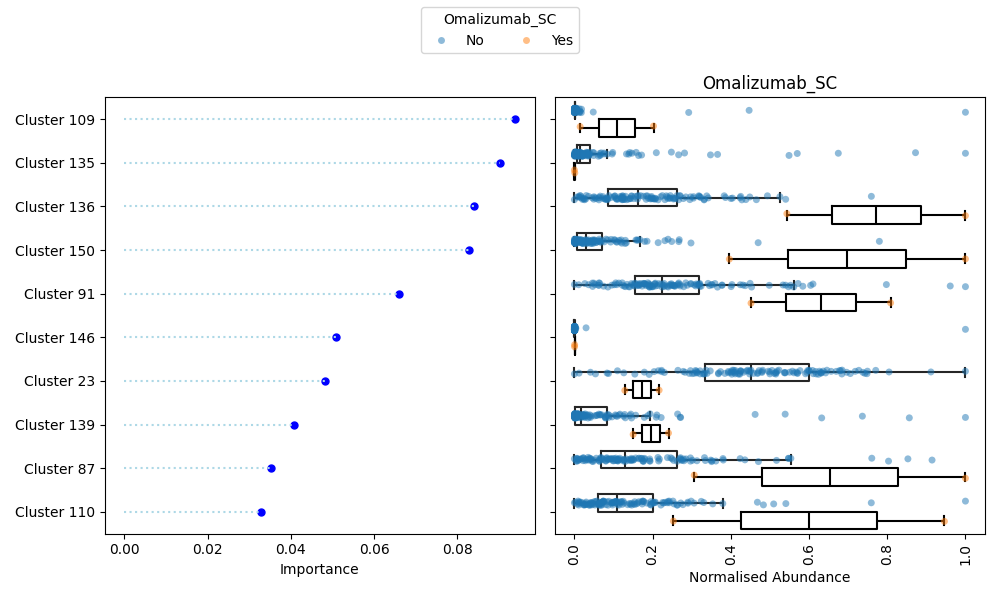 Omalizumab_SC
No Yes
Omalizumab_SC
Cluster 109
Cluster 135
Cluster 136
Cluster 150
Cluster 91
Cluster 146
Cluster 23
Cluster 139
Cluster 87
Cluster 110
0.00 0.02 0.04 0.06 0.08
Importance
0.0 0.2 0.4 0.6 0.8 1.0
Normalised Abundance